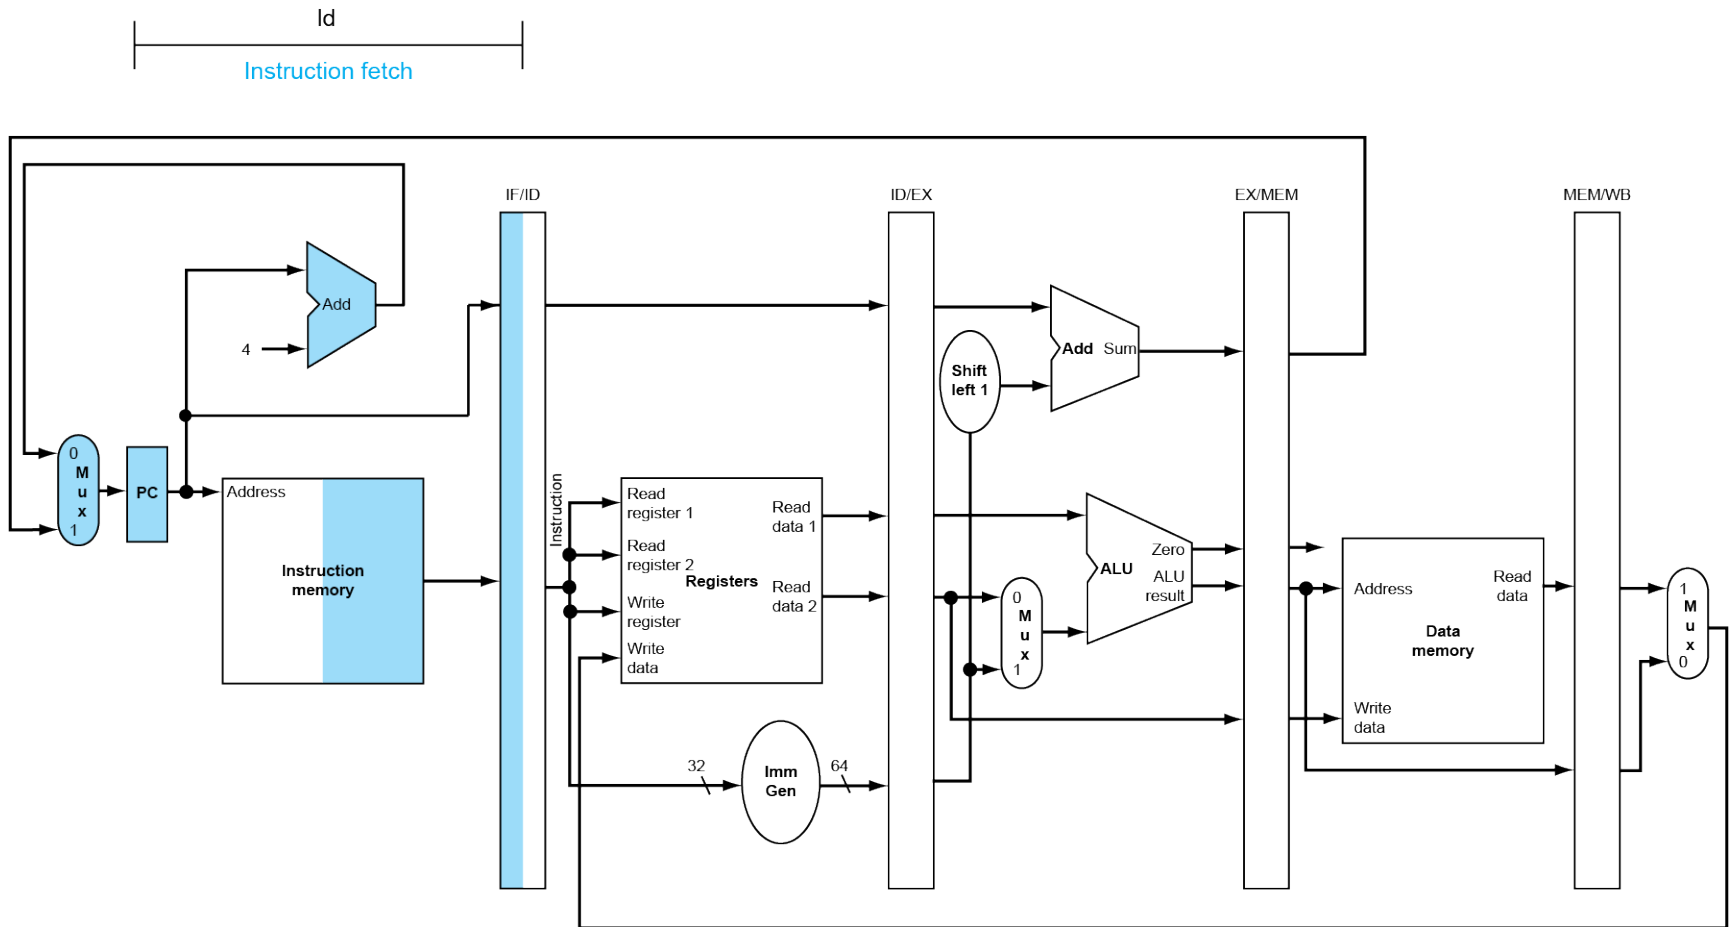 ld
Instruction fetch
IF/ID
ID/EX
EX/MEM
MEM/WB
Add
4
Add Sum
Shift
left 1
0
M
u
x
1
PC
Address
Instruction
memory
Instruction
Read
register 1
Read
register 2
Write
register
Write
data
Registers
Read
data 1
Read
data 2
32
Imm
Gen
64
0
M
u
x
1
ALU
Zero
ALU
result
Address
Write
data
Data
memory
Read
data
1
M
u
x
0